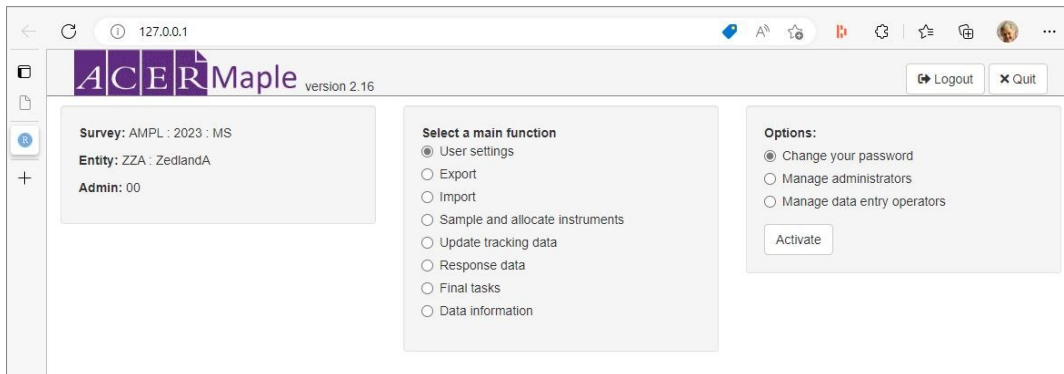 127.0.0.1
ACER Maple version 2.16
Logout
Quit
Survey: AMPL : 2023 : MS
Entity: ZZA : ZedlandA
Admin: 00
Select a main function
User settings
Export
Import
Sample and allocate instruments
Update tracking data
Response data
Final tasks
Data information
Options:
Change your password
Manage administrators
Manage data entry operators
Activate